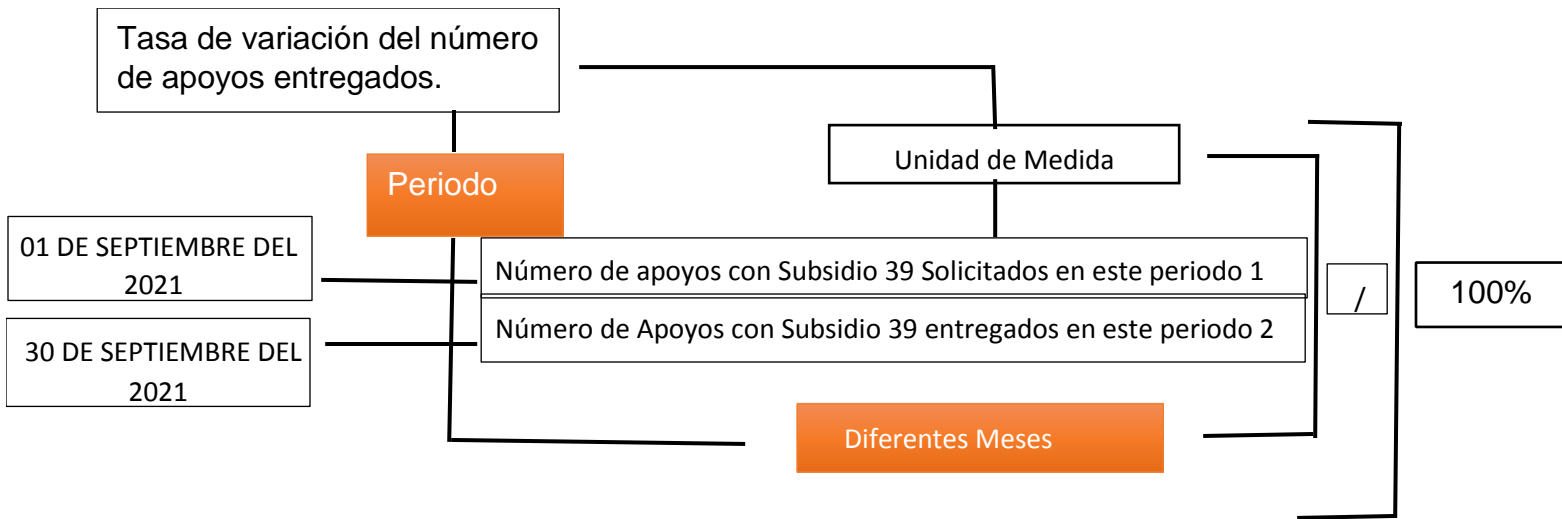 Tasa de variación del número
de apoyos entregados.
Unidad de Medida
Periodo
01 DE SEPTIEMBRE DEL
2021
Número de apoyos con Subsidio 39 Solicitados en este periodo 1
/
100%
Número de Apoyos con Subsidio 39 entregados en este periodo 2
30 DE SEPTIEMBRE DEL
2021
Diferentes Meses